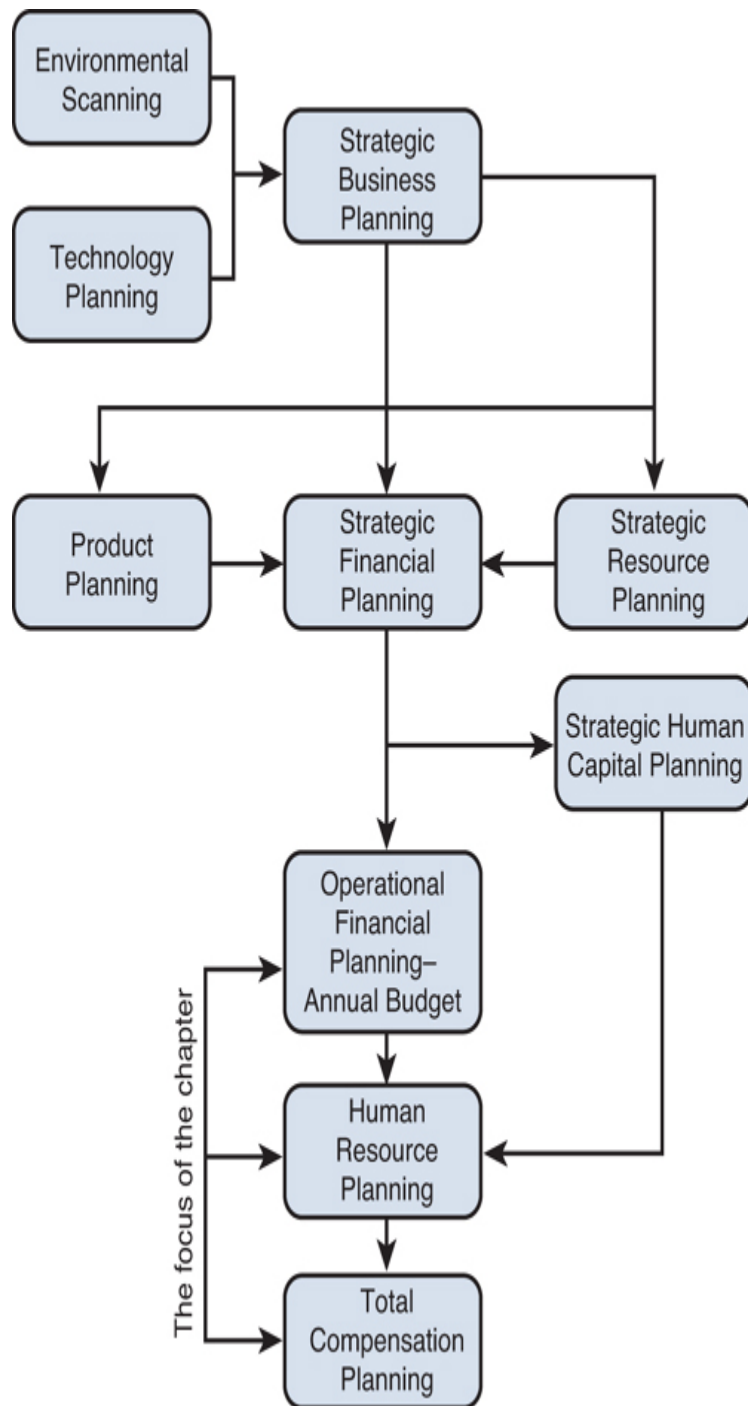 Environmental
Scanning
Strategic
Business
Planning
Technology
Planning
Product
Planning
Strategic
Financial
Planning
Strategic
Resource
Planning
Strategic Human
Capital Planning
Operational
Financial
Planning–
Annual Budget
The focus of the chapter
Human
Resource
Planning
Total
Compensation
Planning